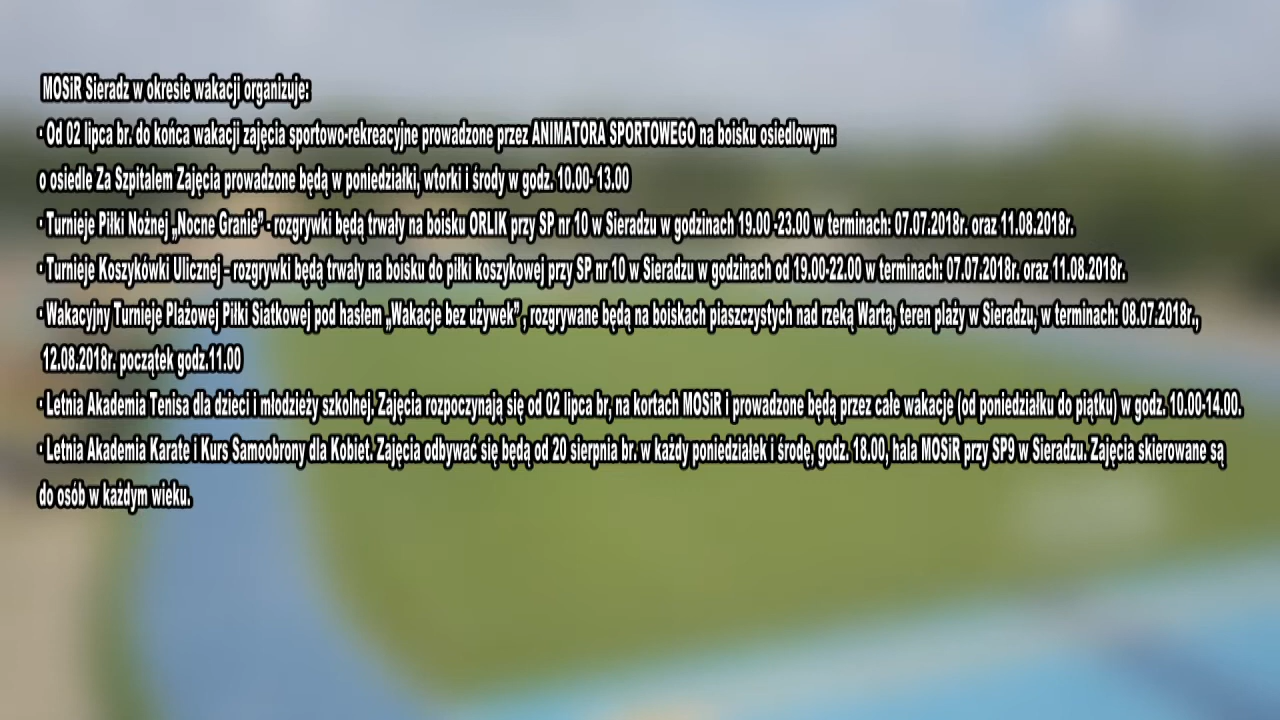 MOSiR Sieradz w okresie wakacji organizuje:
· Od 02 lipca br. do końca wakacji zajęcia sportowo-rekreacyjne prowadzone przez ANIMATORA SPORTOWEGO na boisku osiedlowym:
o osiedle Za Szpitalem Zajęcia prowadzone będą w poniedziałki, wtorki i środy w godz. 10.00- 13.00
· Turnieje Piłki Nożnej „Nocne Granie” - rozgrywki będą trwały na boisku ORLIK przy SP nr 10 w Sieradzu w godzinach 19.00 -23.00 w terminach: 07.07.2018r. oraz 11.08.2018r.
· Turnieje Koszykówki Ulicznej – rozgrywki będą trwały na boisku do piłki koszykowej przy SP nr 10 w Sieradzu w godzinach od 19.00-22.00 w terminach: 07.07.2018r. oraz 11.08.2018r.
· Wakacyjny Turnieje Plażowej Piłki Siatkowej pod hasłem „Wakacje bez używek” , rozgrywane będą na boiskach piaszczystych nad rzeką Wartą, teren plaży w Sieradzu, w terminach: 08.07.2018r.,
12.08.2018r. początek godz.11.00
· Letnia Akademia Tenisa dla dzieci i młodzieży szkolnej. Zajęcia rozpoczynają się od 02 lipca br, na kortach MOSiR i prowadzone będą przez całe wakacje (od poniedziałku do piątku) w godz. 10.00-14.00.
· Letnia Akademia Karate i Kurs Samoobrony dla Kobiet. Zajęcia odbywać się będą od 20 sierpnia br. w każdy poniedziałek i środę, godz. 18.00, hala MOSiR przy SP9 w Sieradzu. Zajęcia skierowane są
do osób w każdym wieku.